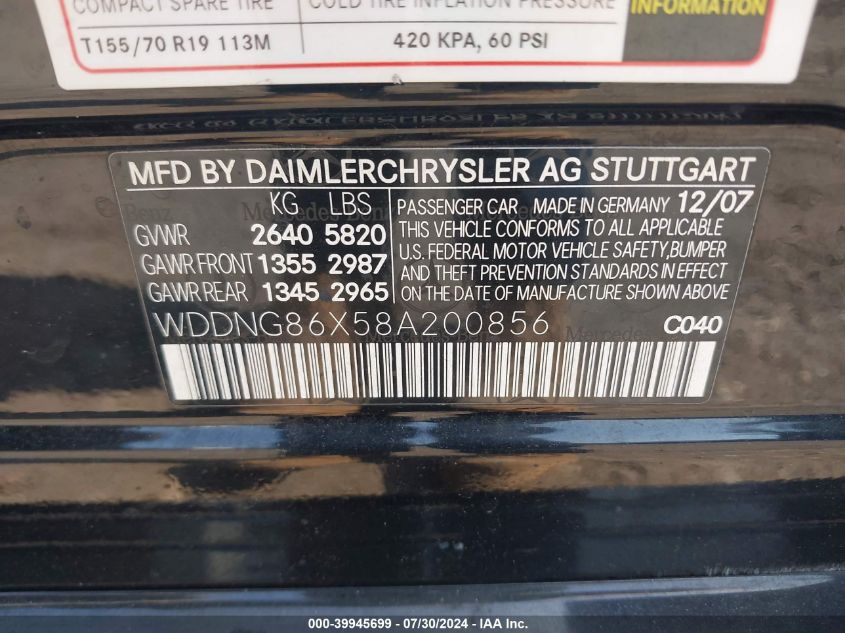 COMPACT SPARE TIRE COLD TIRE INFLATION PRESSURE INFORMATION
T155/70 R19 113M 420 KPA, 60 PSI
MFD BY DAIMLERCHRYSLER AG STUTTGART
KG LBS
GVWR 2640 5820
GAWR FRONT 1355 2987
GAWR REAR 1345 2965
PASSENGER CAR MADE IN GERMANY 12/07
THIS VEHICLE CONFORMS TO ALL APPLICABLE
U.S. FEDERAL MOTOR VEHICLE SAFETY,BUMPER
AND THEFT PREVENTION STANDARDS IN EFFECT
ON THE DATE OF MANUFACTURE SHOWN ABOVE
WDDNG86X58A200856 C040
000-39945699 / 07/30/2024 - IAA Inc.